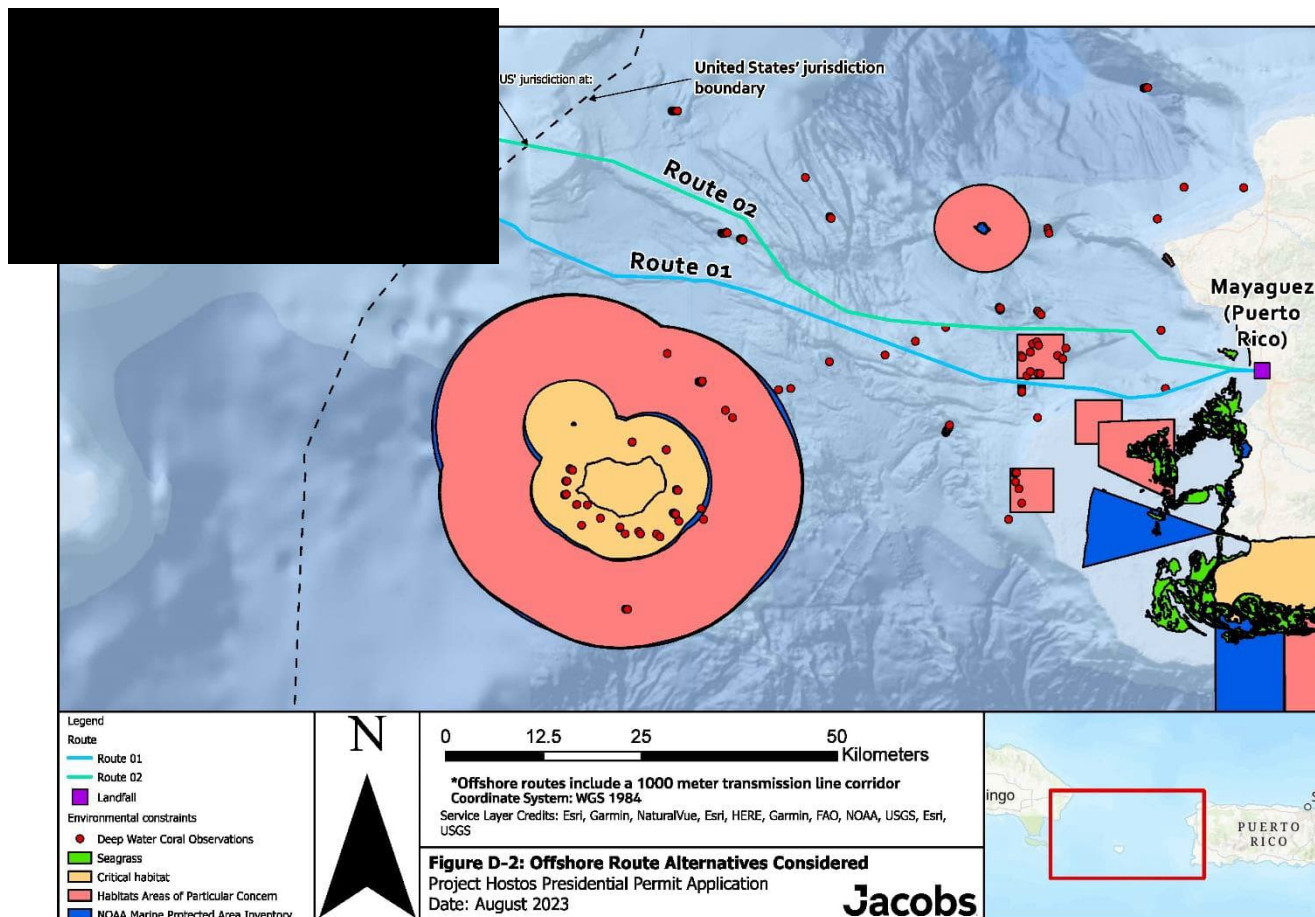 US' jurisdiction at:
United States' jurisdiction
boundary
Route 02
Route 01
Mayaguez
(Puerto
Rico)
Legend
Route
Route 01
Route 02
Landfall
Environmental constraints
Deep Water Coral Observations
Seagrass
Critical habitat
Habitats Areas of Particular Concern
NOAA Marine Protected Area Inventory
N
0 12.5 25 50
Kilometers
*Offshore routes include a 1000 meter transmission line corridor
Coordinate System: WGS 1984
Service Layer Credits: Esri, Garmin, NaturalVue, Esri, HERE, Garmin, FAO, NOAA, USGS, Esri,
USGS
Figure D-2: Offshore Route Alternatives Considered
Project Hostos Presidential Permit Application
Date: August 2023
Jacobs
ingo
S
PUERTO
RICO